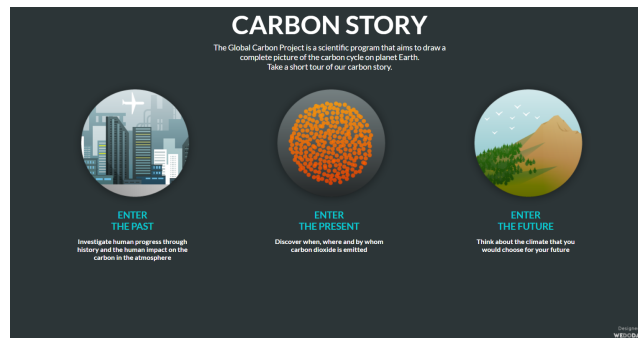 CARBON STORY
The Global Carbon Project is a scientific program that aims to draw a
complete picture of the carbon cycle on planet Earth.
Take a short tour of our carbon story.
ENTER
THE PAST
Investigate human progress through
history and the human impact on the
carbon in the atmosphere
ENTER
THE PRESENT
Discover when, where and by whom
carbon dioxide is emitted
ENTER
THE FUTURE
Think about the climate that you
would choose for your future
Designe
WEDODA